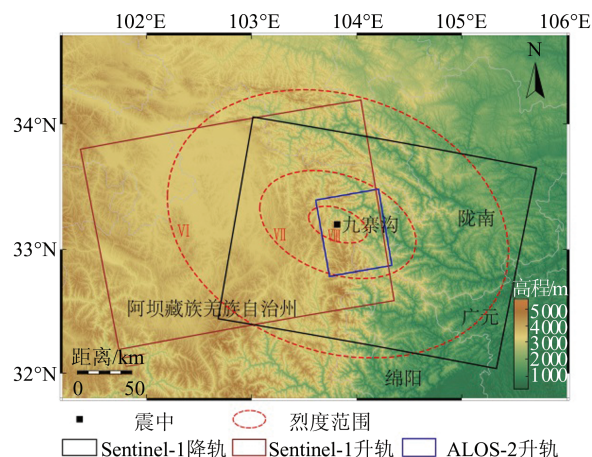 102°E 103°E 104°E 105°E 106°E
N
34°N
33°N
32°N
VI
VII
VIII
九寨沟
陇南
阿坝藏族羌族自治州
广元
绵阳
高程/m
5000
4000
3000
2000
1000
距离/km
0 50
震中 烈度范围
Sentinel-1降轨 Sentinel-1升轨 ALOS-2升轨